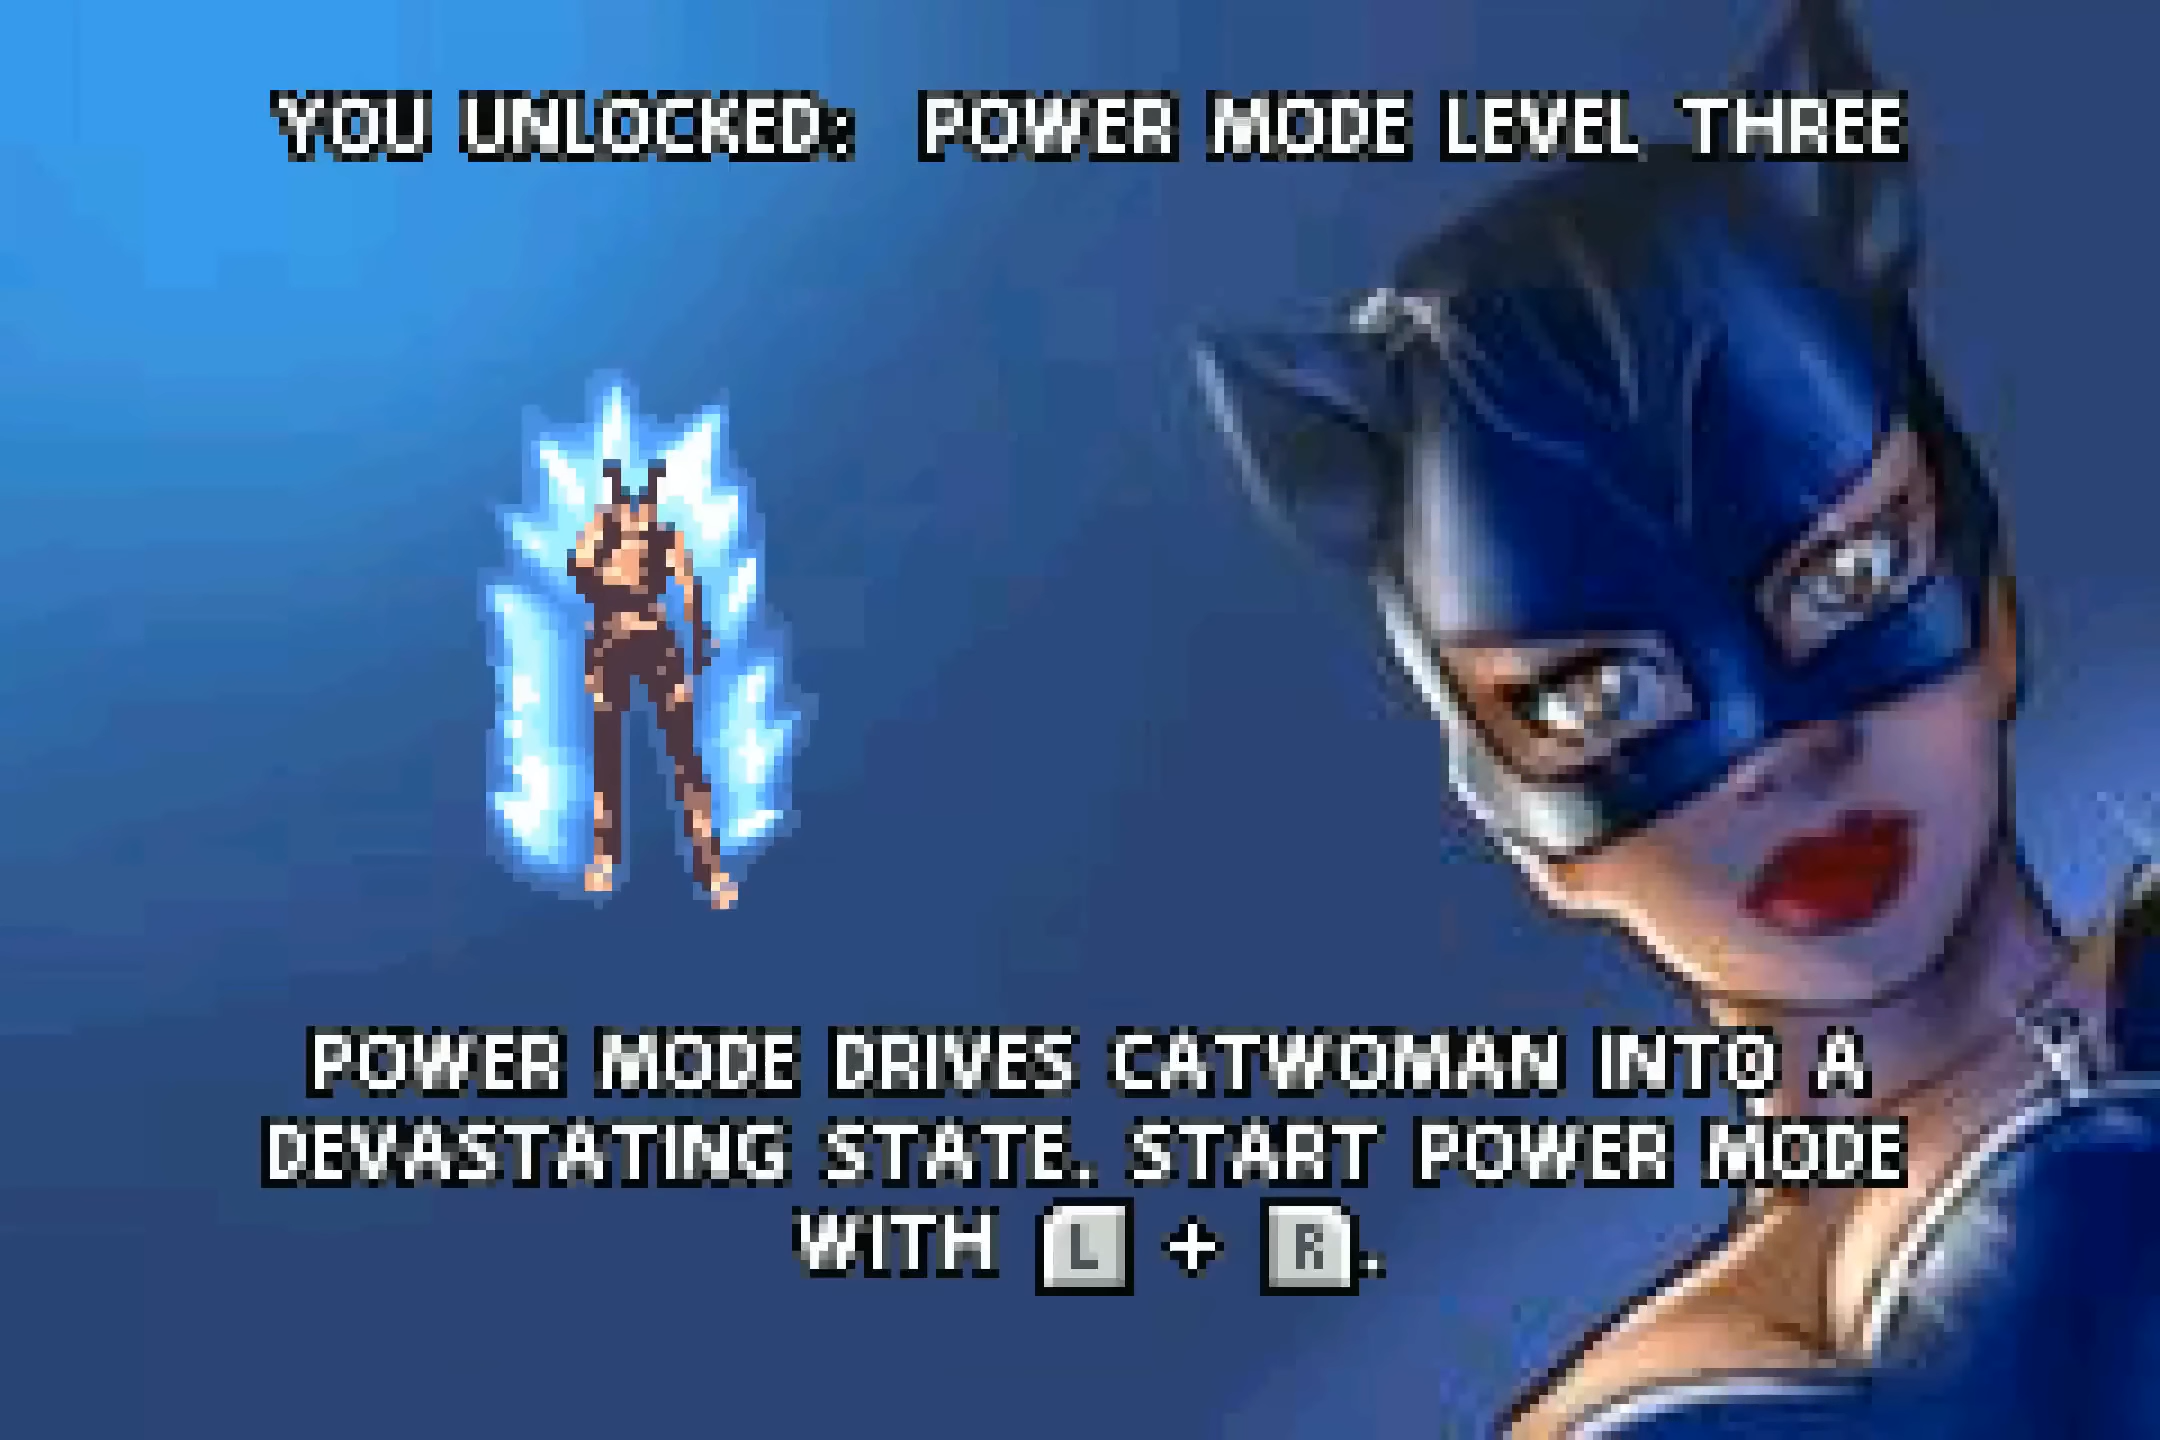 YOU UNLOCKED: POWER MODE LEVEL THREE
POWER MODE DRIVES CATWOMAN INTO A
DEVASTATING STATE. START POWER MODE
WITH L + R.